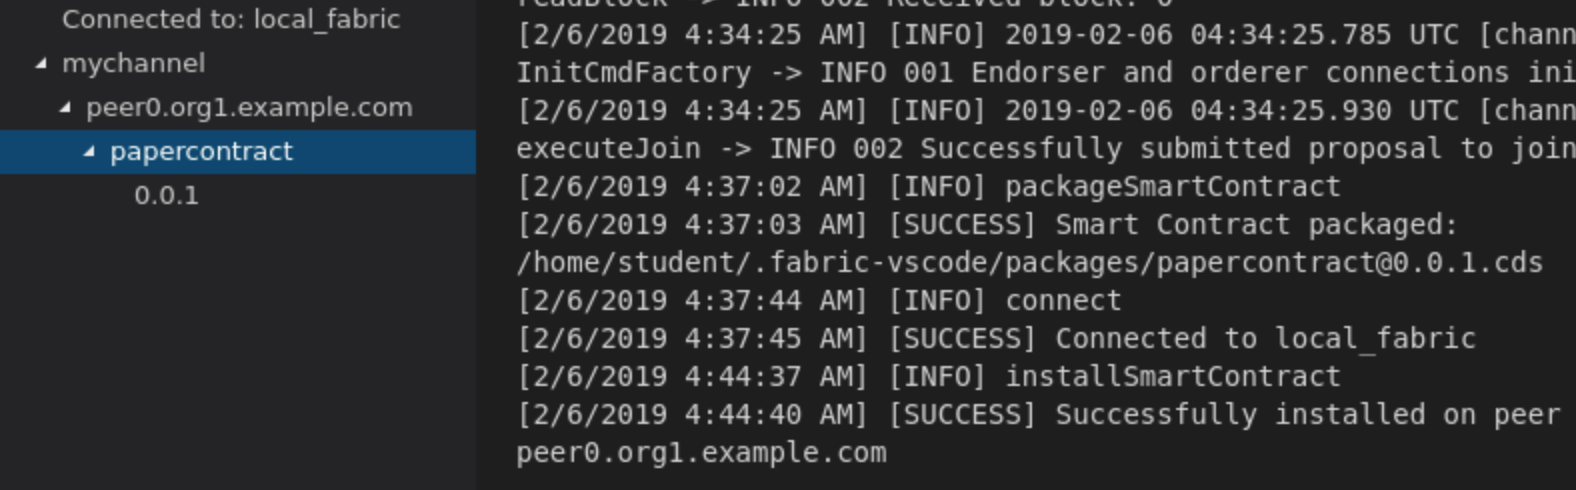 Connected to: local_fabric
mychannel
peer0.org1.example.com
papercontract
0.0.1
readBlock -> INFO 002 Received block: 0
[2/6/2019 4:34:25 AM] [INFO] 2019-02-06 04:34:25.785 UTC [chann
InitCmdFactory -> INFO 001 Endorser and orderer connections ini
[2/6/2019 4:34:25 AM] [INFO] 2019-02-06 04:34:25.930 UTC [chann
executeJoin -> INFO 002 Successfully submitted proposal to join
[2/6/2019 4:37:02 AM] [INFO] packageSmartContract
[2/6/2019 4:37:03 AM] [SUCCESS] Smart Contract packaged:
/home/student/.fabric-vscode/packages/papercontract@0.0.1.cds
[2/6/2019 4:37:44 AM] [INFO] connect
[2/6/2019 4:37:45 AM] [SUCCESS] Connected to local_fabric
[2/6/2019 4:44:37 AM] [INFO] installSmartContract
[2/6/2019 4:44:40 AM] [SUCCESS] Successfully installed on peer
peer0.org1.example.com